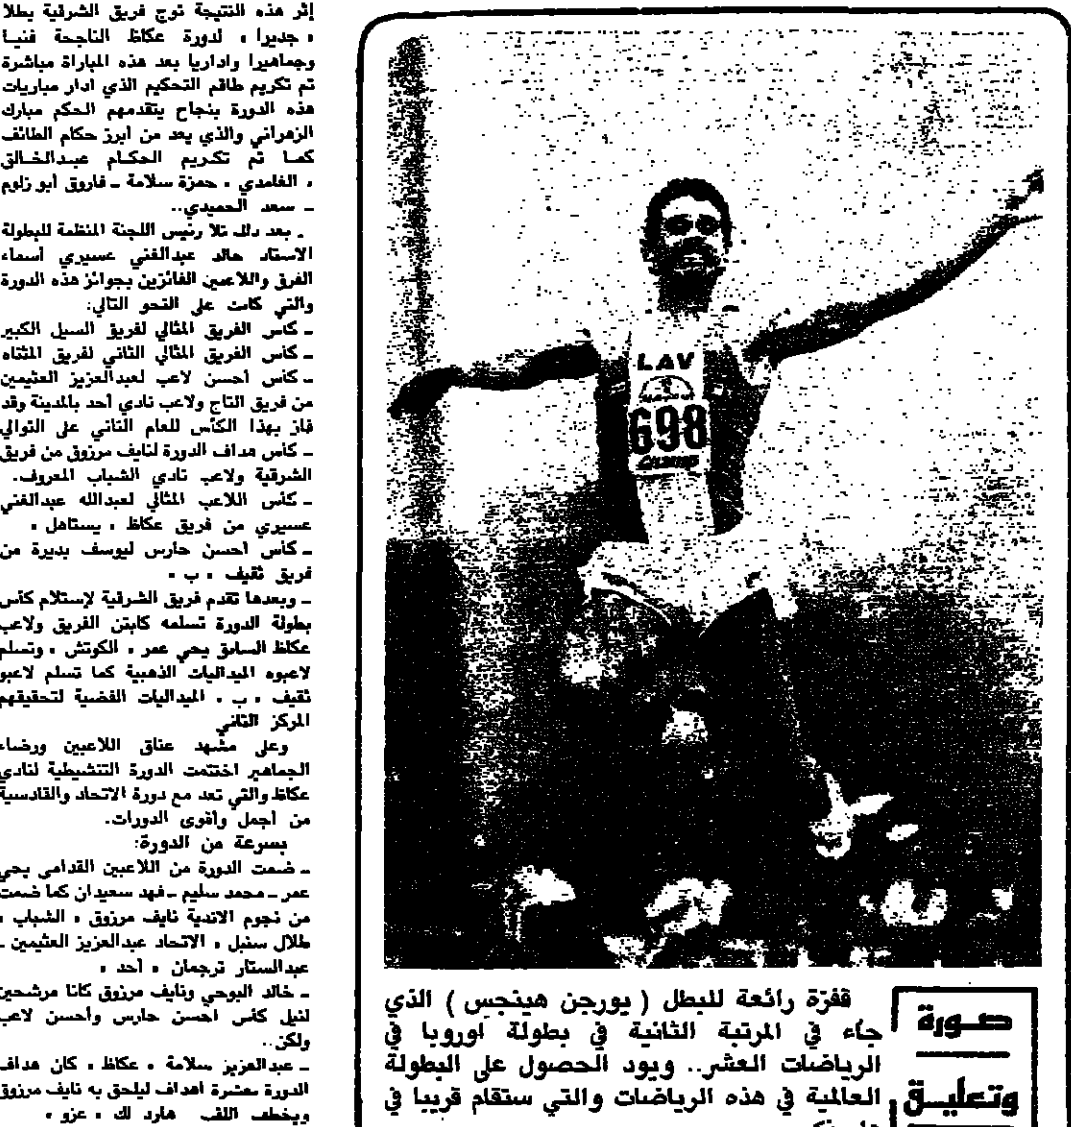 إثر هذه النتيجة توج فريق الشرقية بطلا
« جديرا » لدورة عكاظ الناجحة فنيا
وجماهيرا واداريا بعد هذه المباراة مباشرة
تم تكريم طاقم التحكيم الذي ادار مباريات
هذه الدورة بنجاح يتقدمهم الحكم مبارك
الزهراني والذي يعد من ابرز حكام الطائف
كما تم تكريم الحكام عبدالخالق
، الغامدي ، حمزة سلامة ـ فاروق ابو زاوم
ـ سعد الحميدي..
. بعد ذلك تلا رئيس اللجنة المنظمة للبطولة
الاستاذ خالد عبدالغني عسيري أسماء
الفرق واللاعبين الفائزين بجوائز هذه الدورة
والتي كانت على النحو التالي:
ـ كأس الفريق المثالي لفريق السيل الكبير
ـ كاس الفريق المثالي الثاني لفريق المثناه
ـ كاس أحسن لاعب لعبدالعزيز العثيمين
من فريق التاج ولاعب نادي أحد بالمدينة وقد
فاز بهذا الكأس للعام الثاني على التوالي
ـ كاس هداف الدورة لنايف مرزوق من فريق
الشرقية ولاعب نادي الشباب المعروف.
ـ كأس اللاعب المثالي لعبدالله عبدالغني
عسيري من فريق عكاظ « يستاهل »
ـ كاس احسن حارس ليوسف بديرة من
فريق ثقيف « ب »
ـ وبعدها تقدم فريق الشرقية لإستلام كأس
بطولة الدورة تسلمه كابتن الفريق ولاعب
عكاظ السابق يحي عمر « الكوتش » وتسلم
لاعبوه الميداليات الذهبية كما تسلم لاعبو
ثقيف « ب » الميداليات الفضية لتحقيقهم
المركز الثاني
وعلى مشهد عناق اللاعبين ورضاء
الجماهير اختتمت الدورة التنشيطية لنادي
عكاظ والتي تعد مع دورة الاتحاد والقادسية
من أجمل وأقوى الدورات.
بسرعة من الدورة:
ـ ضمت الدورة من اللاعبين القدامى يحي
عمر ـ محمد سليم ـ فهد سعيدان كما ضمت
من نجوم الاندية نايف مرزوق « الشباب »
طلال سنبل « الاتحاد عبدالعزيز العثيمين ـ
عبدالستار ترجمان « أحد »
ـ خالد اليوحي ونايف مرزوق كانا مرشحين
لنيل كأس احسن حارس وأحسن لاعب
ولكن..
ـ عبدالعزيز سلامة « عكاظ » كان هداف
الدورة بعشرة اهداف ليلحق به نايف مرزوق
ويخطف اللقب هارد لك « عزو »
LAV
698
Champ
صورة
وتعليق
قفزة رائعة للبطل ( يورجن هينجس ) الذي
جاء في المرتبة الثانية في بطولة اوروبا في
الرياضات العشر.. ويود الحصول على البطولة
العالمية في هذه الرياضات والتي ستقام قريبا في